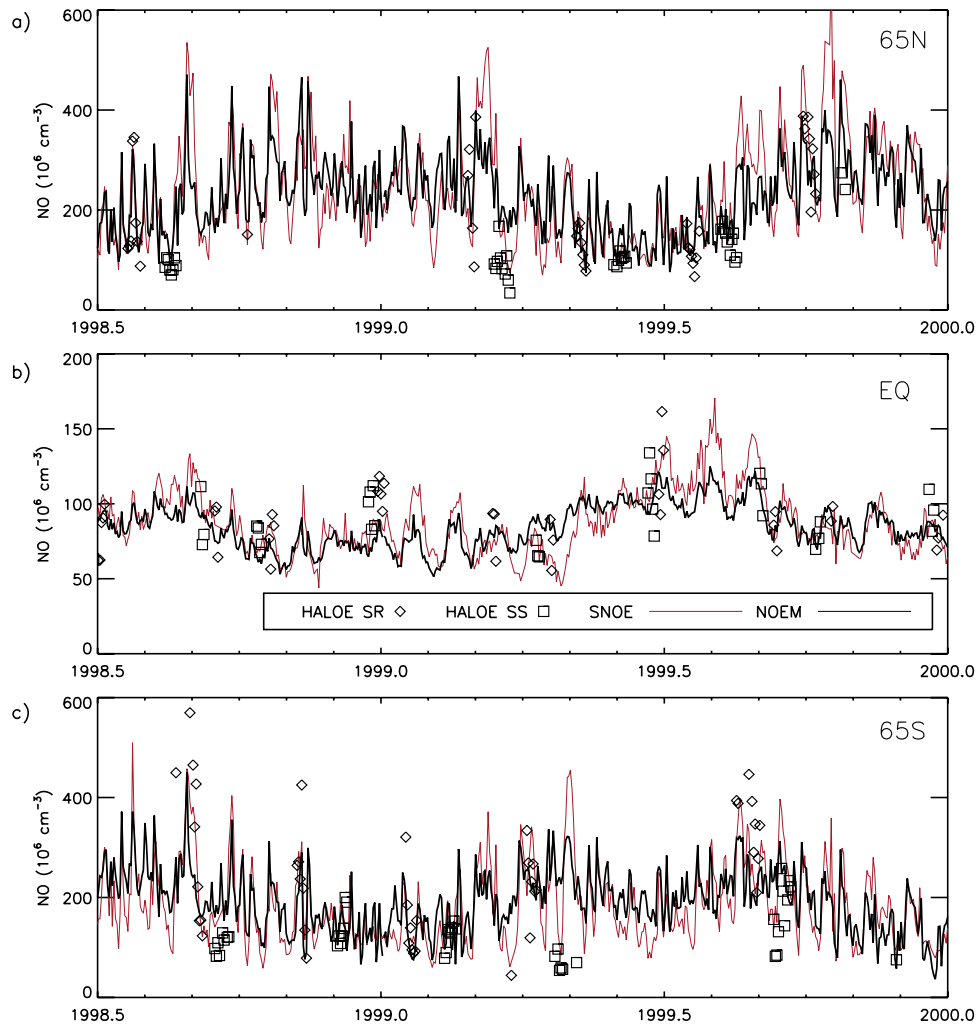 a)
65N
NO (10⁶ cm⁻³)
600
400
200
0
1998.5
1999.0
1999.5
2000.0
b)
EQ
NO (10⁶ cm⁻³)
200
150
100
50
0
HALOE SR
HALOE SS
SNOE
NOEM
1998.5
1999.0
1999.5
2000.0
c)
65S
NO (10⁶ cm⁻³)
600
400
200
0
1998.5
1999.0
1999.5
2000.0